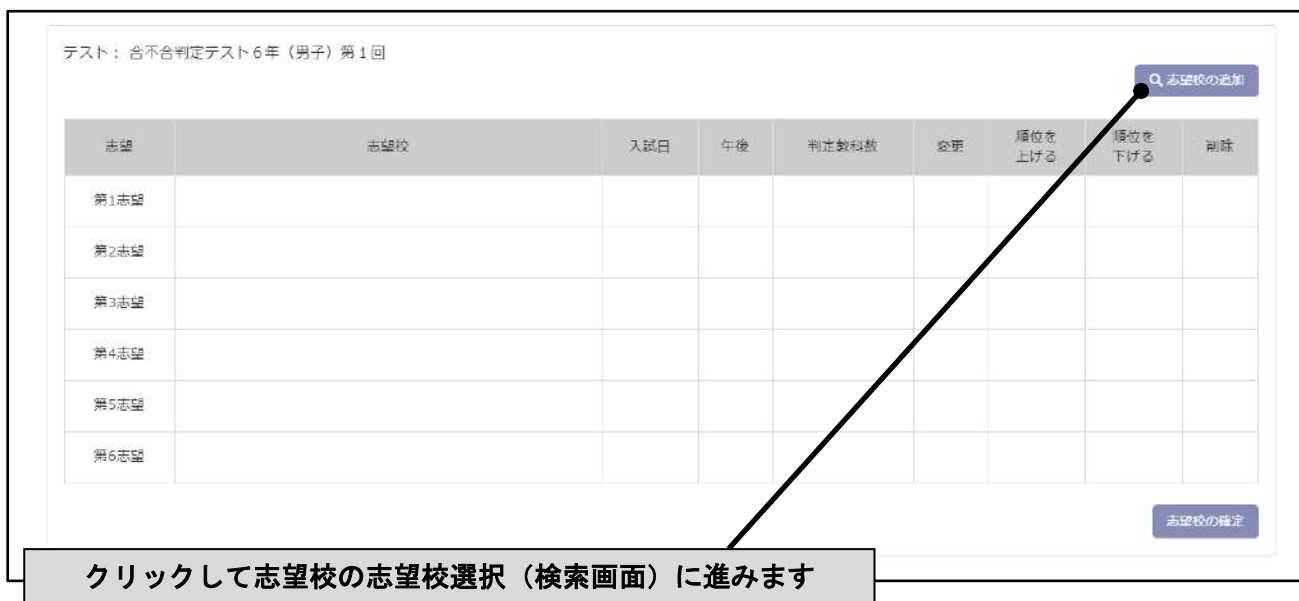 テスト： 合不合判定テスト６年（男子）第１回
志望校の追加
志望 志望校 入試日 午後 判定教科数 変更 順位を上げる 順位を下げる 削除
第1志望
第2志望
第3志望
第4志望
第5志望
第6志望
志望校の確定
クリックして志望校の志望校選択（検索画面）に進みます